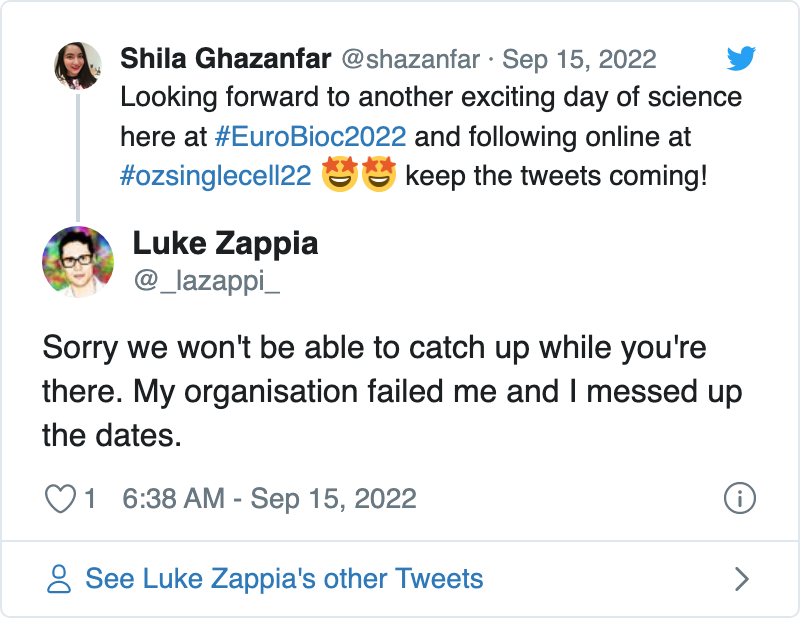 Shila Ghazanfar @shazanfar · Sep 15, 2022
Looking forward to another exciting day of science
here at #EuroBioc2022 and following online at
#ozsinglecell22 🤩🤩 keep the tweets coming!
Luke Zappia
@_lazappi_
Sorry we won't be able to catch up while you're
there. My organisation failed me and I messed up
the dates.
1 6:38 AM - Sep 15, 2022
See Luke Zappia's other Tweets